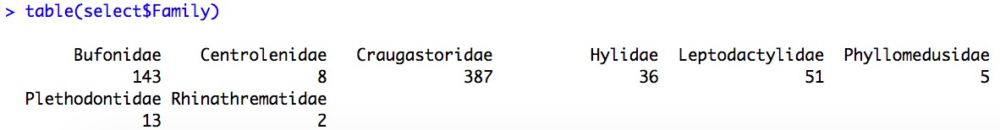 > table(select$Family)
Bufonidae Centrolenidae Craugastoridae Hylidae Leptodactylidae Phyllomedusidae
143 8 387 36 51 5
Plethodontidae Rhinathrematidae
13 2